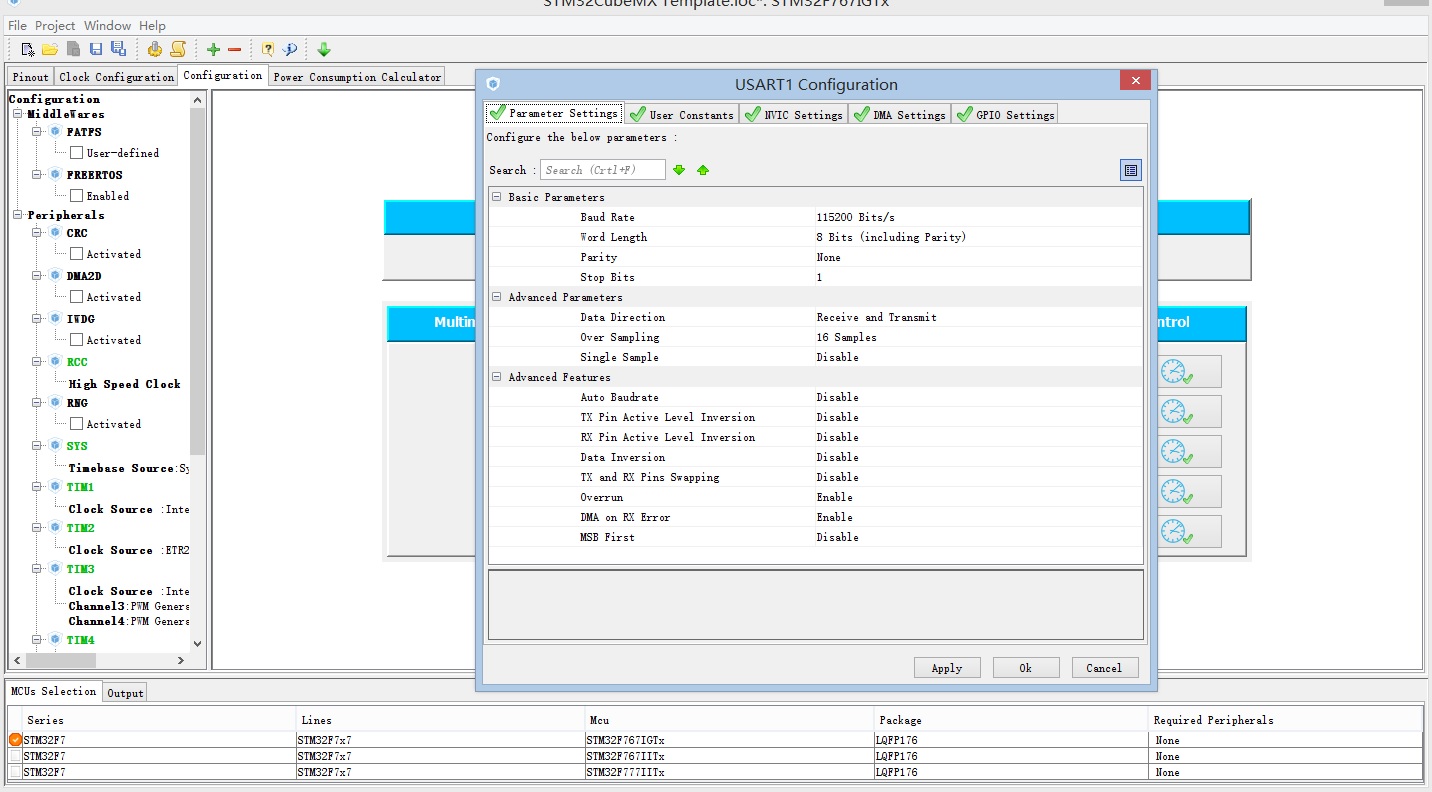 STM32CubeMX Template.ioc*: STM32F767IGTx
File Project Window Help
Pinout Clock Configuration Configuration Power Consumption Calculator
Configuration
MiddleWares
FATFS
User-defined
FREERTOS
Enabled
Peripherals
CRC
Activated
DMA2D
Activated
IWDG
Activated
RCC
High Speed Clock
RNG
Activated
SYS
Timebase Source:Sy
TIM1
Clock Source :Inte
TIM2
Clock Source :ETR2
TIM3
Clock Source :Inte
Channel3:PWM Genera
Channel4:PWM Genera
TIM4
Multin
ntrol
USART1 Configuration
Parameter Settings User Constants NVIC Settings DMA Settings GPIO Settings
Configure the below parameters :
Search : Search (Crtl+F)
Basic Parameters
Baud Rate 115200 Bits/s
Word Length 8 Bits (including Parity)
Parity None
Stop Bits 1
Advanced Parameters
Data Direction Receive and Transmit
Over Sampling 16 Samples
Single Sample Disable
Advanced Features
Auto Baudrate Disable
TX Pin Active Level Inversion Disable
RX Pin Active Level Inversion Disable
Data Inversion Disable
TX and RX Pins Swapping Disable
Overrun Enable
DMA on RX Error Enable
MSB First Disable
Apply Ok Cancel
MCUs Selection Output
Series Lines Mcu Package Required Peripherals
STM32F7 STM32F7x7 STM32F767IGTx LQFP176 None
STM32F7 STM32F7x7 STM32F767IITx LQFP176 None
STM32F7 STM32F7x7 STM32F777IITx LQFP176 None